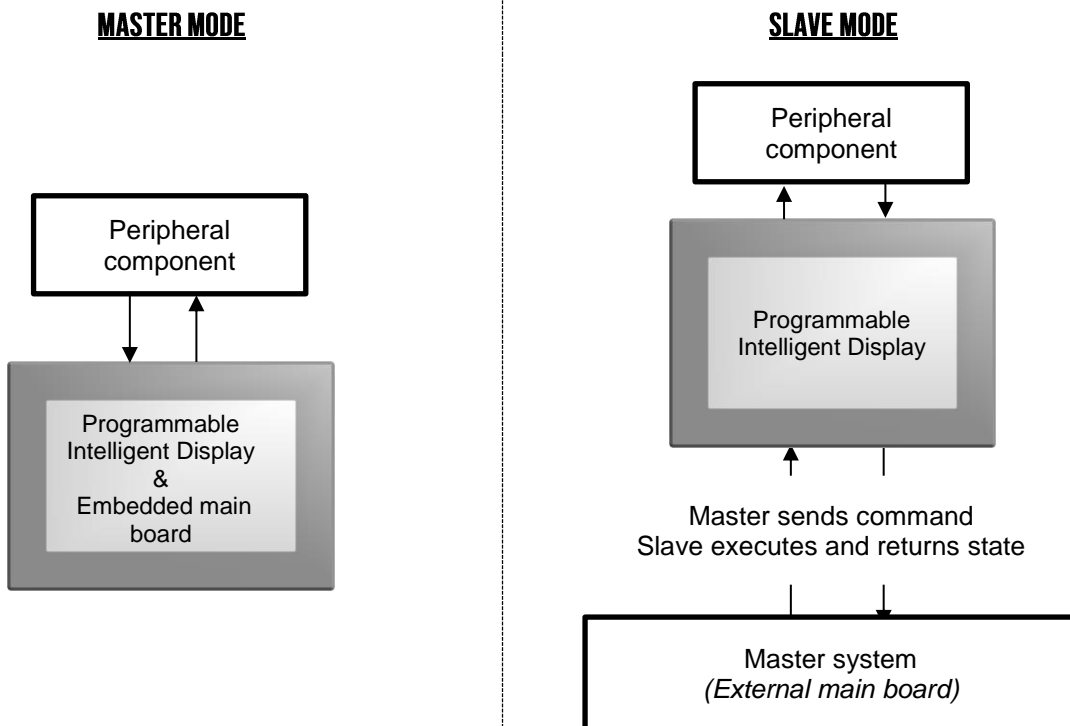 MASTER MODE
Peripheral
component
Programmable
Intelligent Display
&
Embedded main
board
SLAVE MODE
Peripheral
component
Programmable
Intelligent Display
Master sends command
Slave executes and returns state
Master system
(External main board)